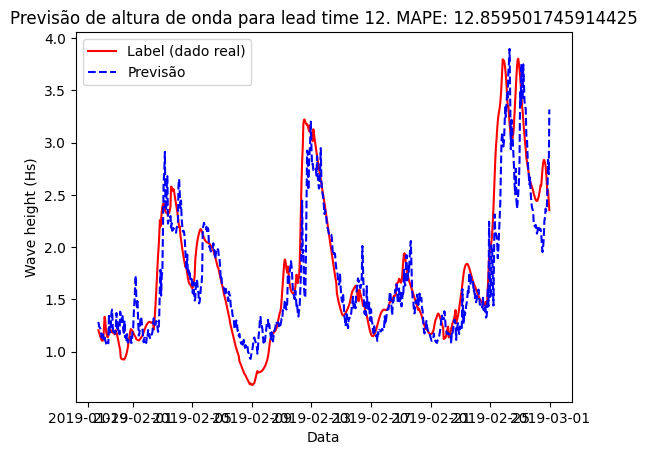 Previsão de altura de onda para lead time 12. MAPE: 12.859501745914425
Label (dado real)
Previsão
4.0
3.5
3.0
2.5
2.0
1.5
1.0
Wave height (Hs)
2019-01-29 2019-02-01 2019-02-05 2019-02-09 2019-02-13 2019-02-17 2019-02-21 2019-02-25 2019-03-01
Data